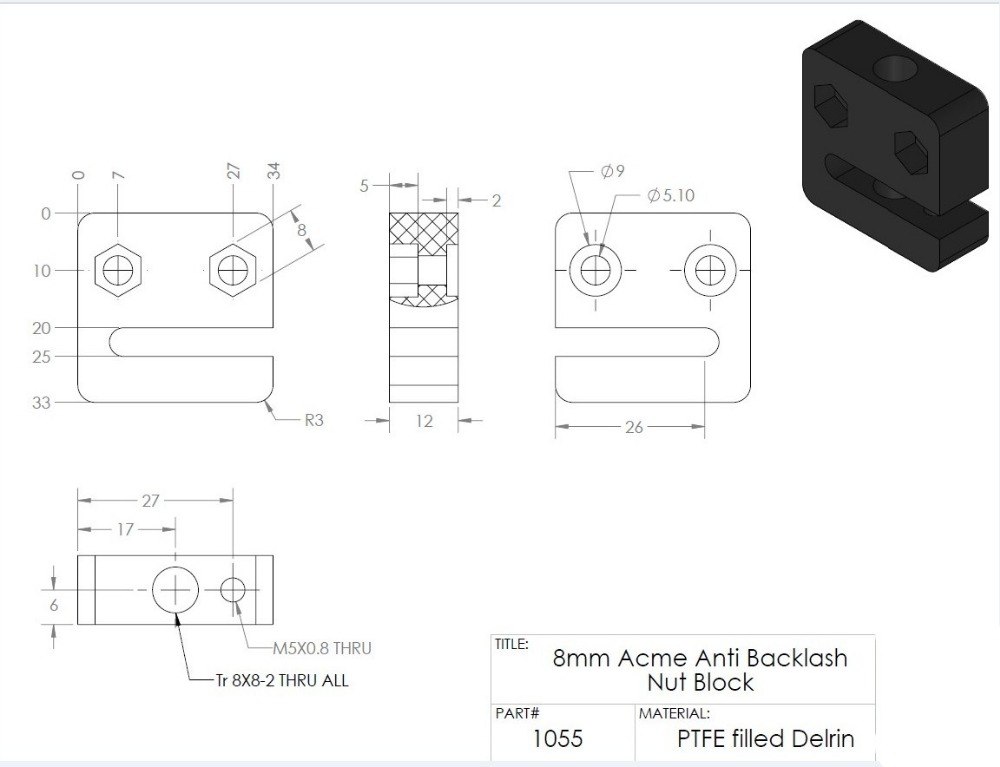 0
7
27
34
0
10
20
25
33
8
R3
5
2
12
Ø9
Ø5.10
26
27
17
6
M5X0.8 THRU
Tr 8X8-2 THRU ALL
TITLE:
8mm Acme Anti Backlash
Nut Block
PART#
1055
MATERIAL:
PTFE filled Delrin